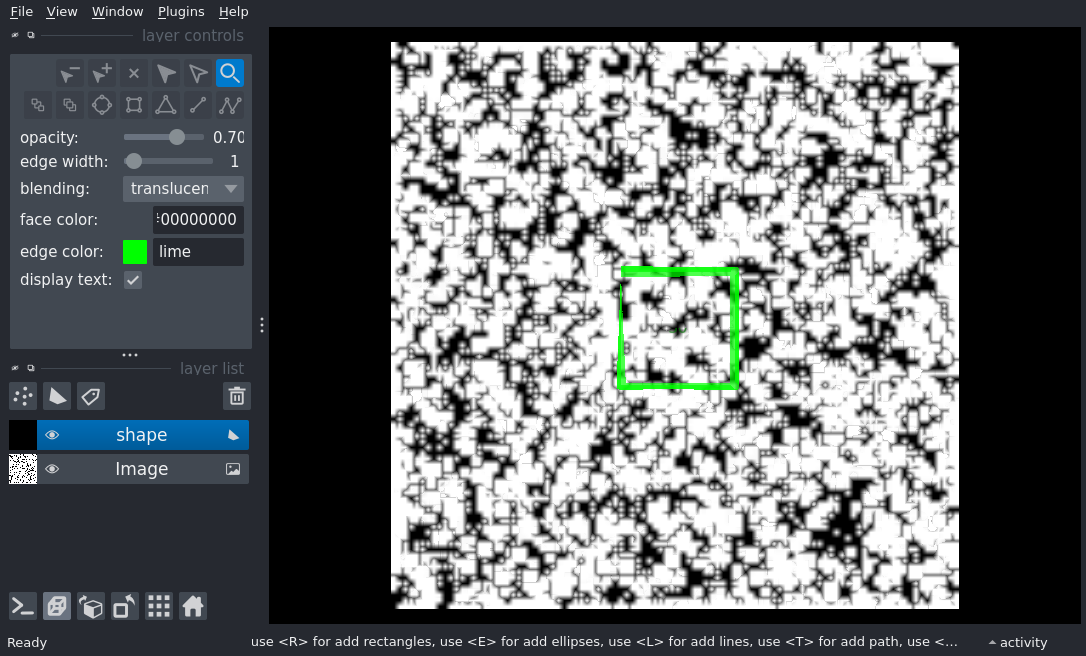 File View Window Plugins Help
layer controls
opacity: 0.70
edge width: 1
blending: translucen
face color: 00000000
edge color: lime
display text:
layer list
shape
Image
Ready use <R> for add rectangles, use <E> for add ellipses, use <L> for add lines, use <T> for add path, use <... activity